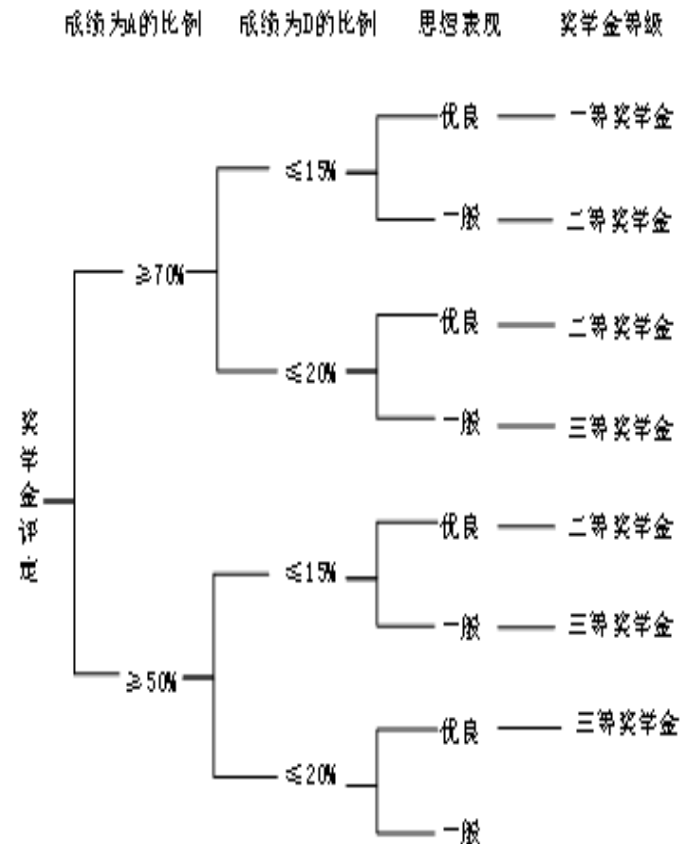 成绩为A的比例 成绩为D的比例 思想表现 奖学金等级
优良 一等奖学金
≤15%
一般 二等奖学金
≥70%
优良 二等奖学金
≤20%
一般 三等奖学金
奖学金评定
优良 二等奖学金
≤15%
一般 三等奖学金
≥50%
优良 三等奖学金
≤20%
一般